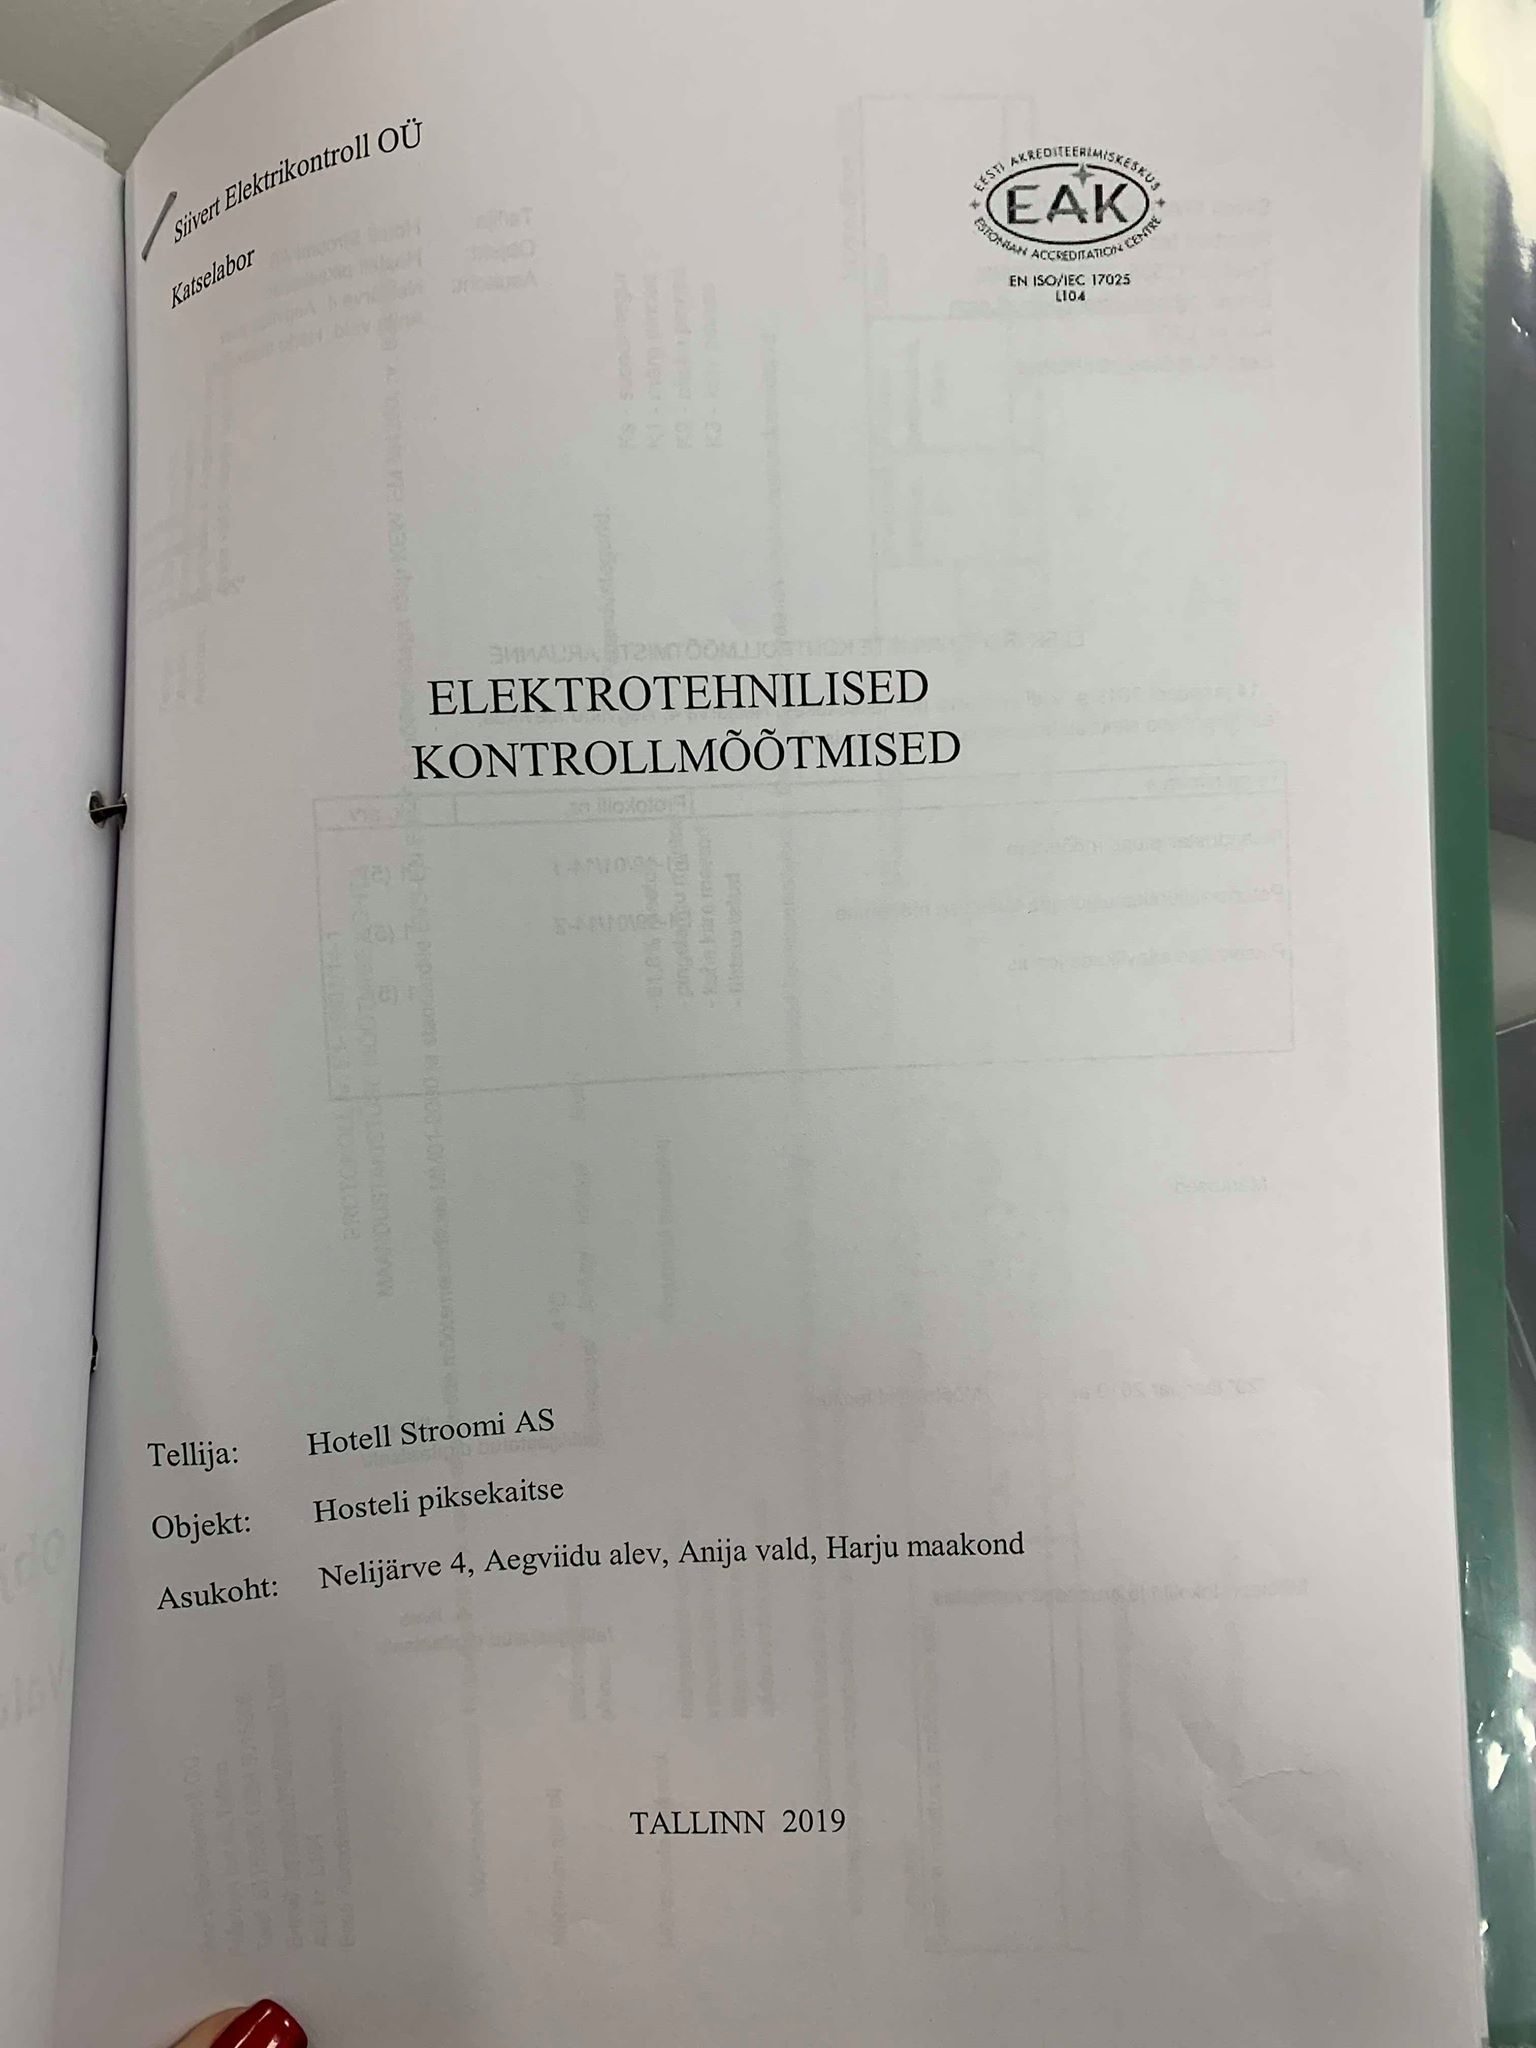 Siivert Elektrikontroll OÜ
Katselabor
EESTI AKREDITEERIMISKESKUS
EAK
ESTONIAN ACCREDITATION CENTRE
EN ISO/IEC 17025
L104
ELEKTROTEHNILISED
KONTROLLMÕÕTMISED
Tellija: Hotell Stroomi AS
Objekt: Hosteli piksekaitse
Asukoht: Nelijärve 4, Aegviidu alev, Anija vald, Harju maakond
TALLINN 2019